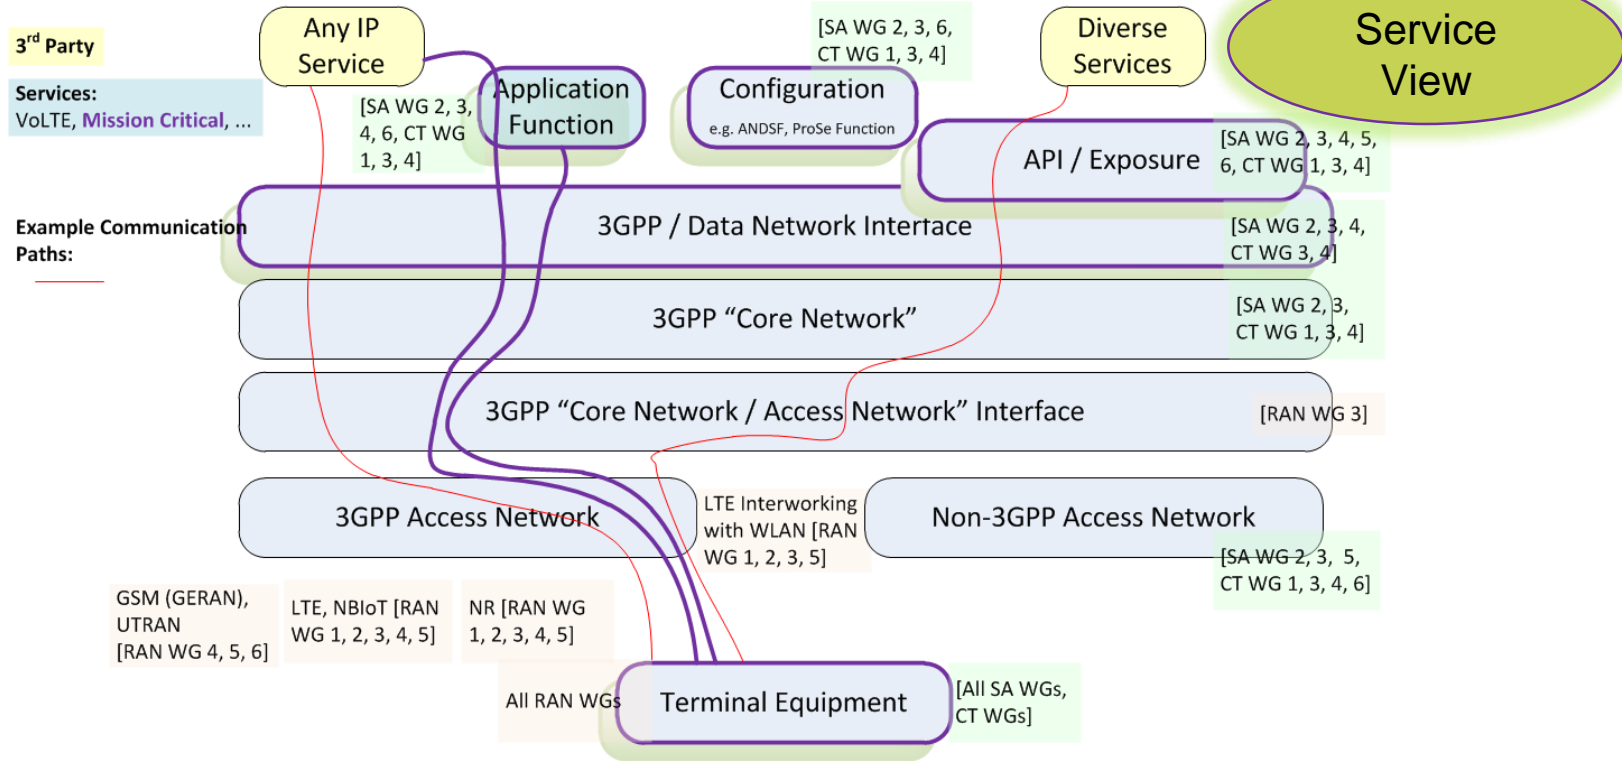 3rd Party
Services:
VoLTE, Mission Critical, ...
Example Communication
Paths:
Any IP
Service
[SA WG 2, 3,
4, 6, CT WG
1, 3, 4]
Application
Function
[SA WG 2, 3, 6,
CT WG 1, 3, 4]
Configuration
e.g. ANDSF, ProSe Function
Diverse
Services
Service
View
API / Exposure
[SA WG 2, 3, 4, 5,
6, CT WG 1, 3, 4]
3GPP / Data Network Interface
[SA WG 2, 3, 4,
CT WG 3, 4]
3GPP “Core Network”
[SA WG 2, 3,
CT WG 1, 3, 4]
3GPP “Core Network / Access Network” Interface
[RAN WG 3]
3GPP Access Network
LTE Interworking
with WLAN [RAN
WG 1, 2, 3, 5]
Non-3GPP Access Network
[SA WG 2, 3, 5,
CT WG 1, 3, 4, 6]
GSM (GERAN),
UTRAN
[RAN WG 4, 5, 6]
LTE, NBIoT [RAN
WG 1, 2, 3, 4, 5]
NR [RAN WG
1, 2, 3, 4, 5]
All RAN WGs
Terminal Equipment
[All SA WGs,
CT WGs]